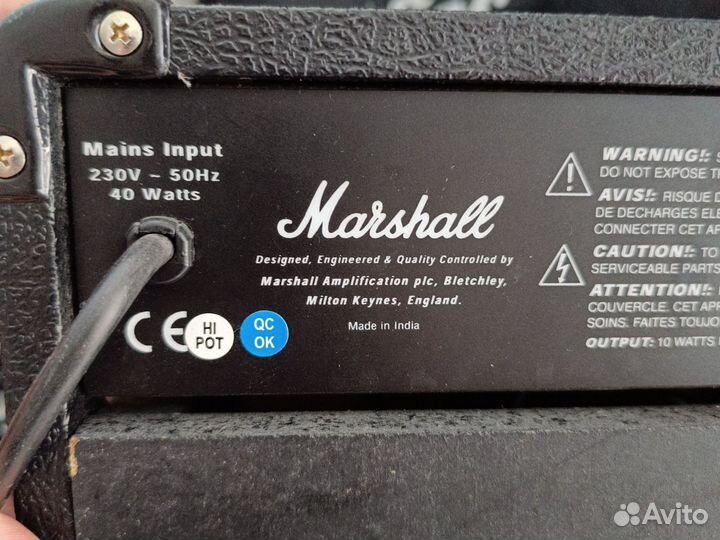 Mains Input
230V ~ 50Hz
40 Watts
Marshall
Designed, Engineered & Quality Controlled by
Marshall Amplification plc, Bletchley,
Milton Keynes, England.
Made in India
CE
HI
POT
QC
OK
WARNING!:
DO NOT EXPOSE
AVIS!: RISQUE
DE DECHARGES
CONNECTER CET
CAUTION!:
SERVICEABLE PARTS
ATTENTION!:
COUVERCLE. CET
SOINS. FAITES
OUTPUT: 10 WATTS
Avito